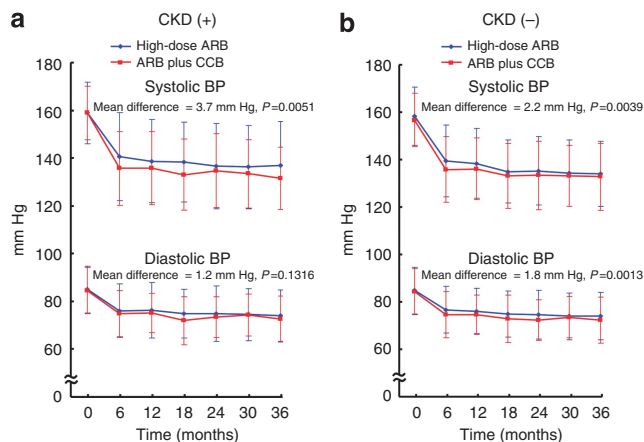 a
CKD (+)
High-dose ARB
ARB plus CCB
Systolic BP
Mean difference = 3.7 mm Hg, P=0.0051
Diastolic BP
Mean difference = 1.2 mm Hg, P=0.1316
mm Hg
180
160
140
120
100
80
60
0
0 6 12 18 24 30 36
Time (months)
b
CKD (–)
High-dose ARB
ARB plus CCB
Systolic BP
Mean difference = 2.2 mm Hg, P=0.0039
Diastolic BP
Mean difference = 1.8 mm Hg, P=0.0013
mm Hg
180
160
140
120
100
80
60
0
0 6 12 18 24 30 36
Time (months)